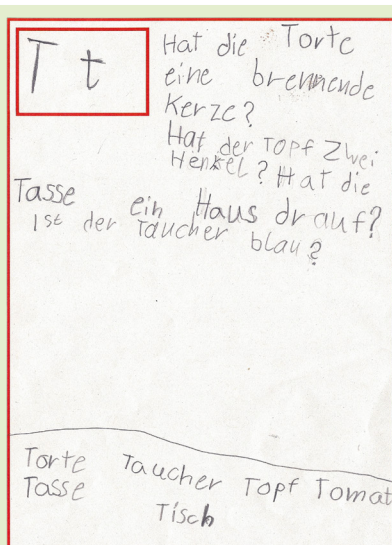 T t
Hat die Torte
eine brennende
Kerze?
Hat der Topf Zwei
Henkel? Hat die
Tasse ein Haus drauf?
Ist der Taucher blau?
Torte Taucher Topf Tomat
Tasse
Tisch